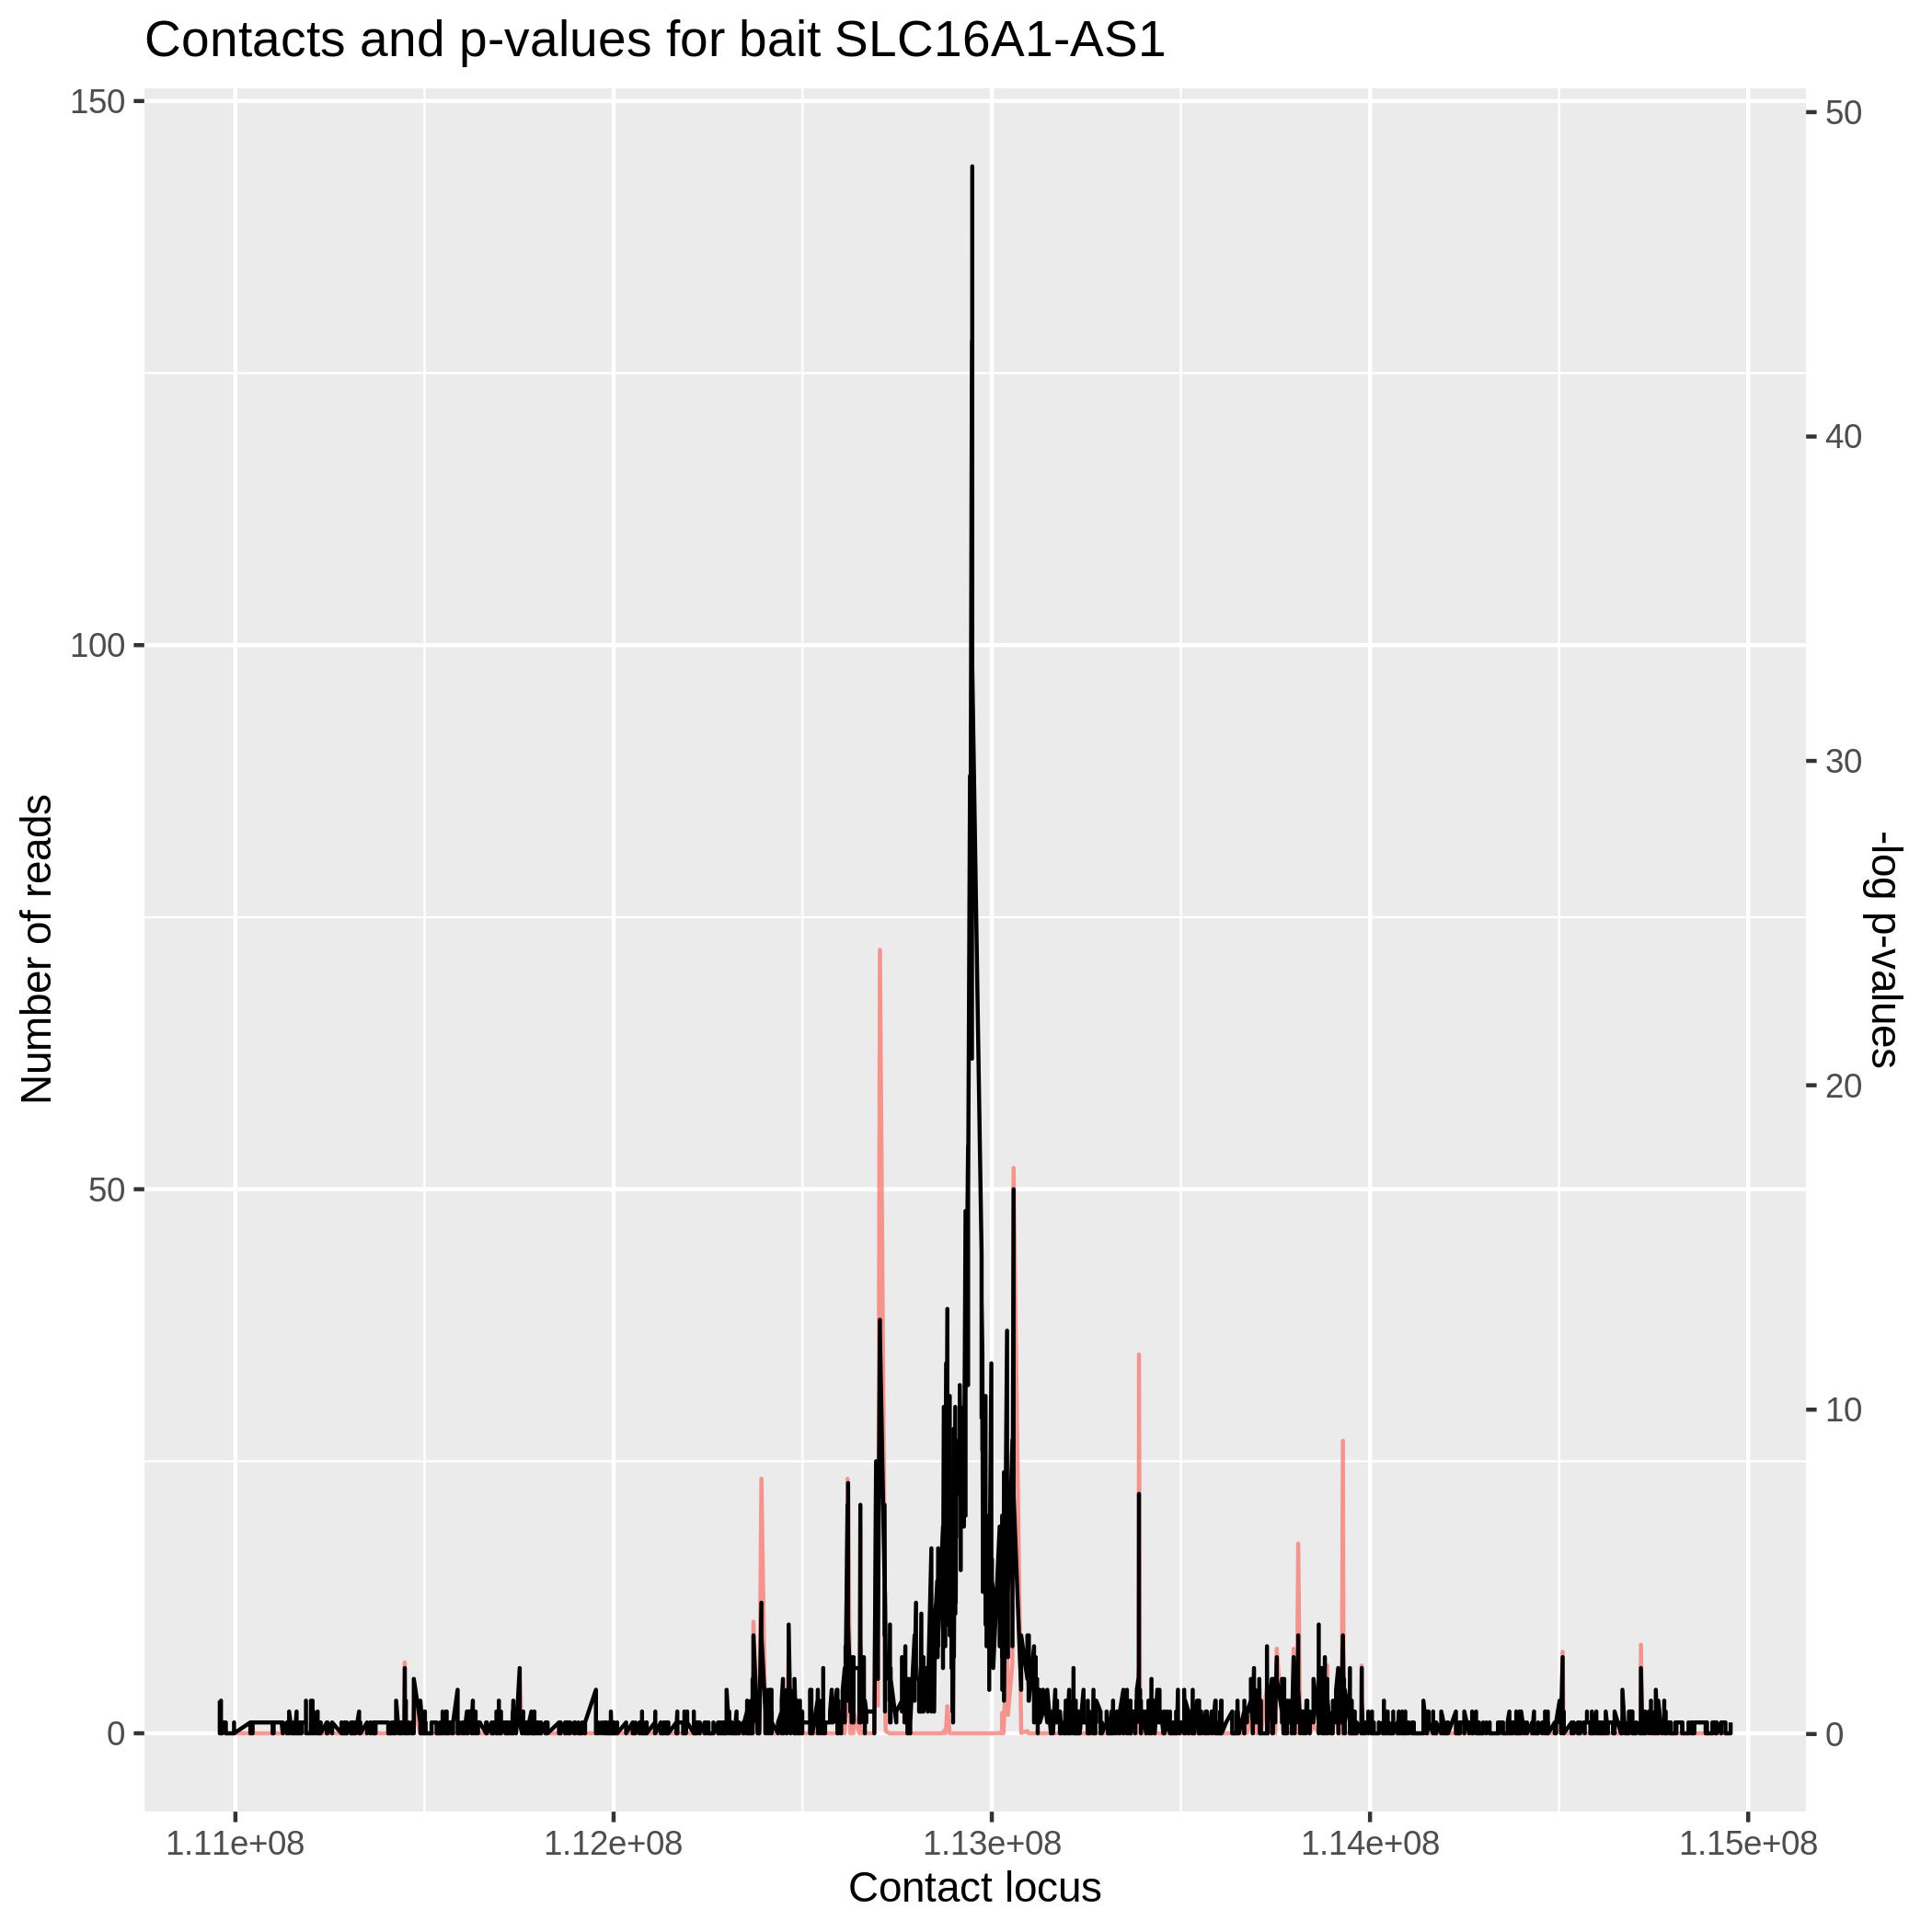 Contacts and p-values for bait SLC16A1-AS1
150
100
50
0
Number of reads
50
40
30
20
10
0
-log p-values
1.11e+08
1.12e+08
1.13e+08
1.14e+08
1.15e+08
Contact locus